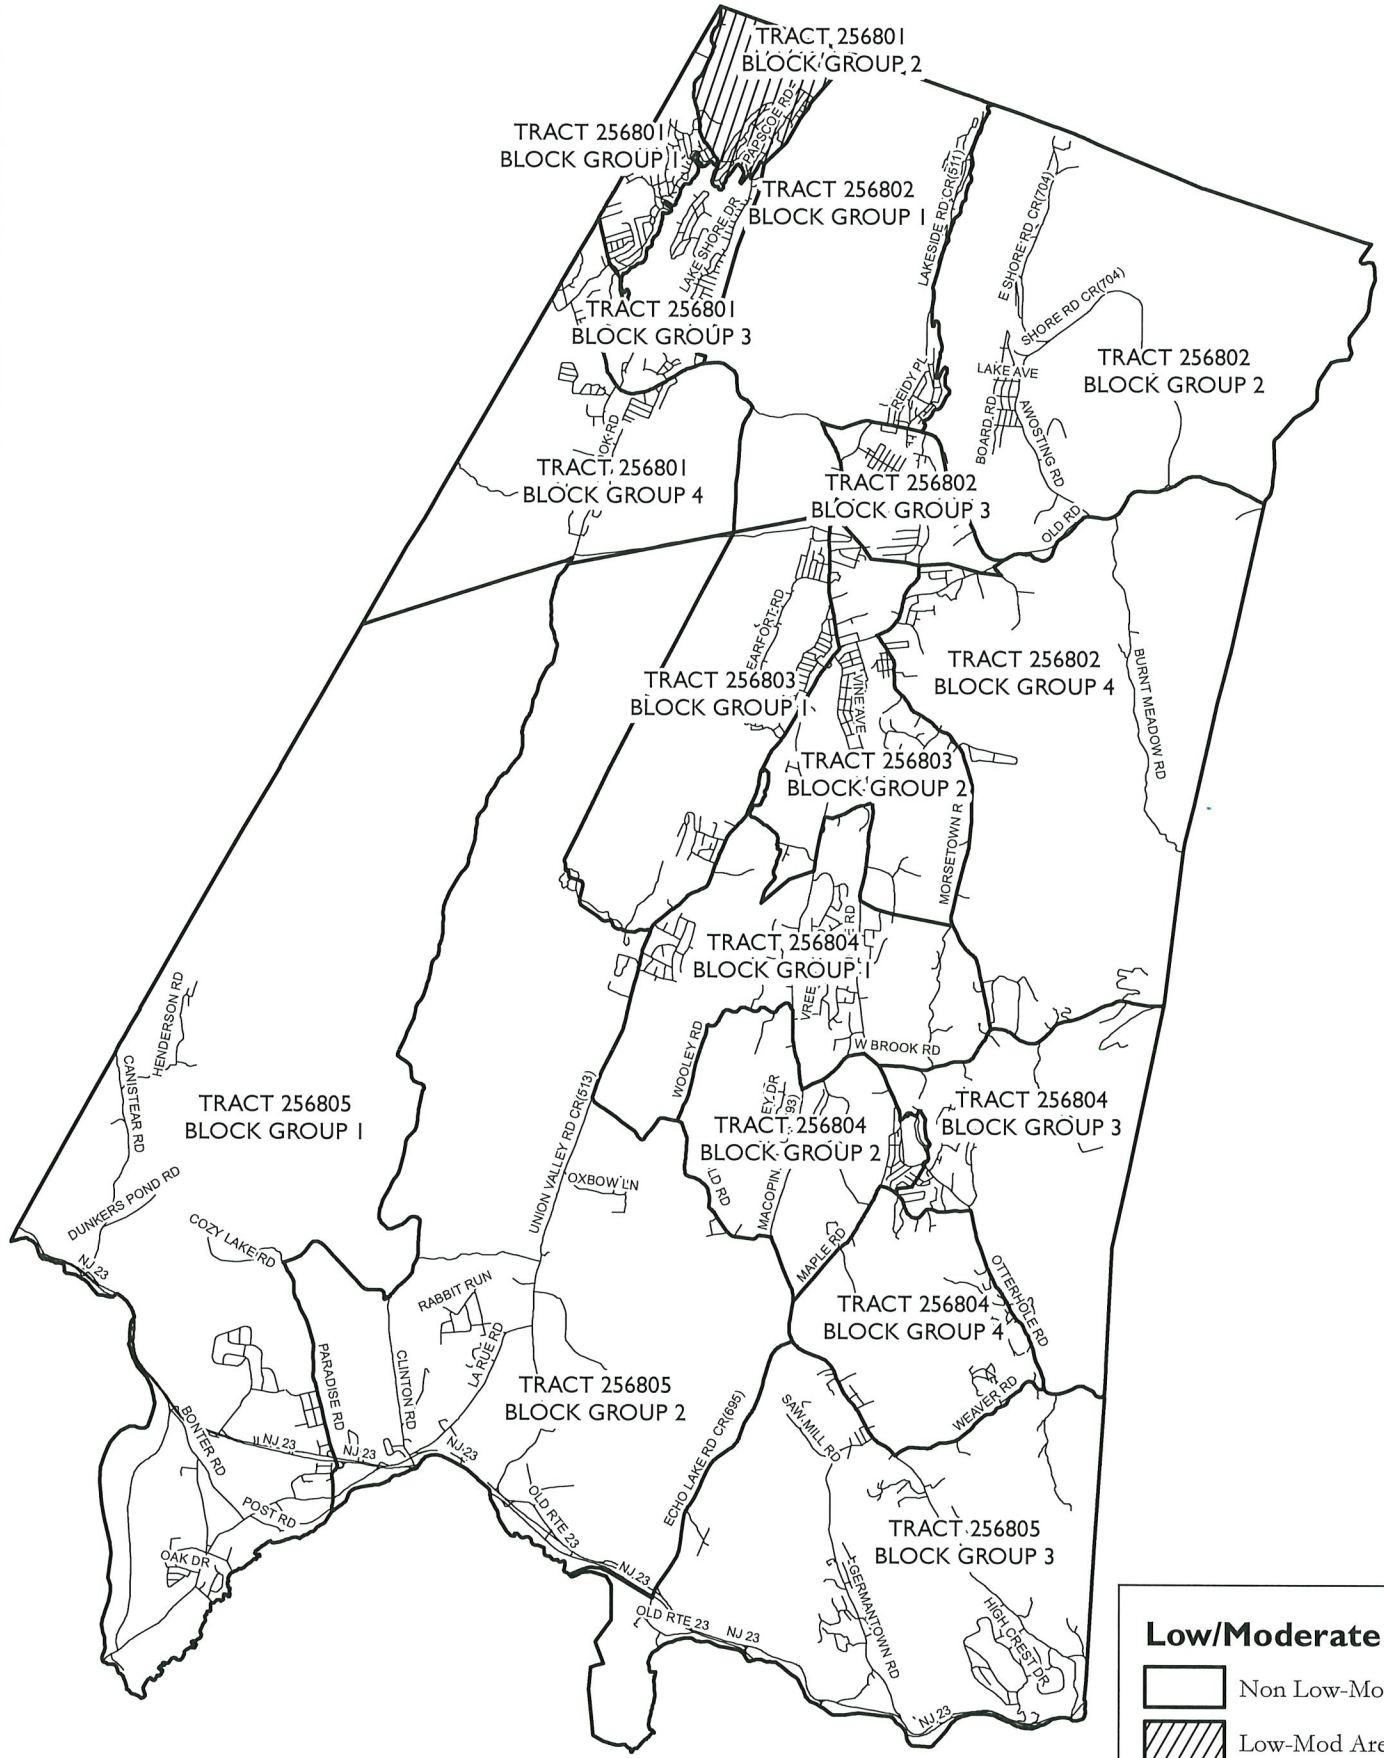 TRACT 256801
BLOCK GROUP 2
TRACT 256801
BLOCK GROUP 1
PAPSCOE RD
TRACT 256802
BLOCK GROUP 1
LAKE SHORE DR
LAKESIDE RD CR(511)
E SHORE RD CR(704)
SHORE RD CR(704)
TRACT 256801
BLOCK GROUP 3
TRACT 256802
BLOCK GROUP 2
LAKE AVE
REIDY PL
BOARD RD
AWOSTING RD
OK RD
TRACT 256801
BLOCK GROUP 4
TRACT 256802
BLOCK GROUP 3
OLD RD
EARFORT RD
TRACT 256803
BLOCK GROUP 1
VINE AVE
TRACT 256802
BLOCK GROUP 4
BURNT MEADOW RD
TRACT 256803
BLOCK GROUP 2
MORSETOWN R
TRACT 256804
BLOCK GROUP 1
E RD
VREE
W BROOK RD
WOOLEY RD
HENDERSON RD
CANISTEAR RD
TRACT 256805
BLOCK GROUP 1
UNION VALLEY RD CR(513)
EY DR
93)
TRACT 256804
BLOCK GROUP 2
TRACT 256804
BLOCK GROUP 3
OXBOW LN
LD RD
MACOPIN
DUNKERS POND RD
COZY LAKE RD
NJ 23
MAPLE RD
RABBIT RUN
OTTERHOLE RD
TRACT 256804
BLOCK GROUP 4
LA RUE RD
PARADISE RD
CLINTON RD
TRACT 256805
BLOCK GROUP 2
ECHO LAKE RD CR(695)
SAW MILL RD
WEAVER RD
BONTER RD
NJ 23
NJ 23
NJ 23
POST RD
OLD RTE 23
TRACT 256805
BLOCK GROUP 3
OAK DR
NJ 23
GERMANTOWN RD
HIGH CREST DR
OLD RTE 23
NJ 23
NJ 23
Low/Moderate
Non Low-Mo
Low-Mod Are